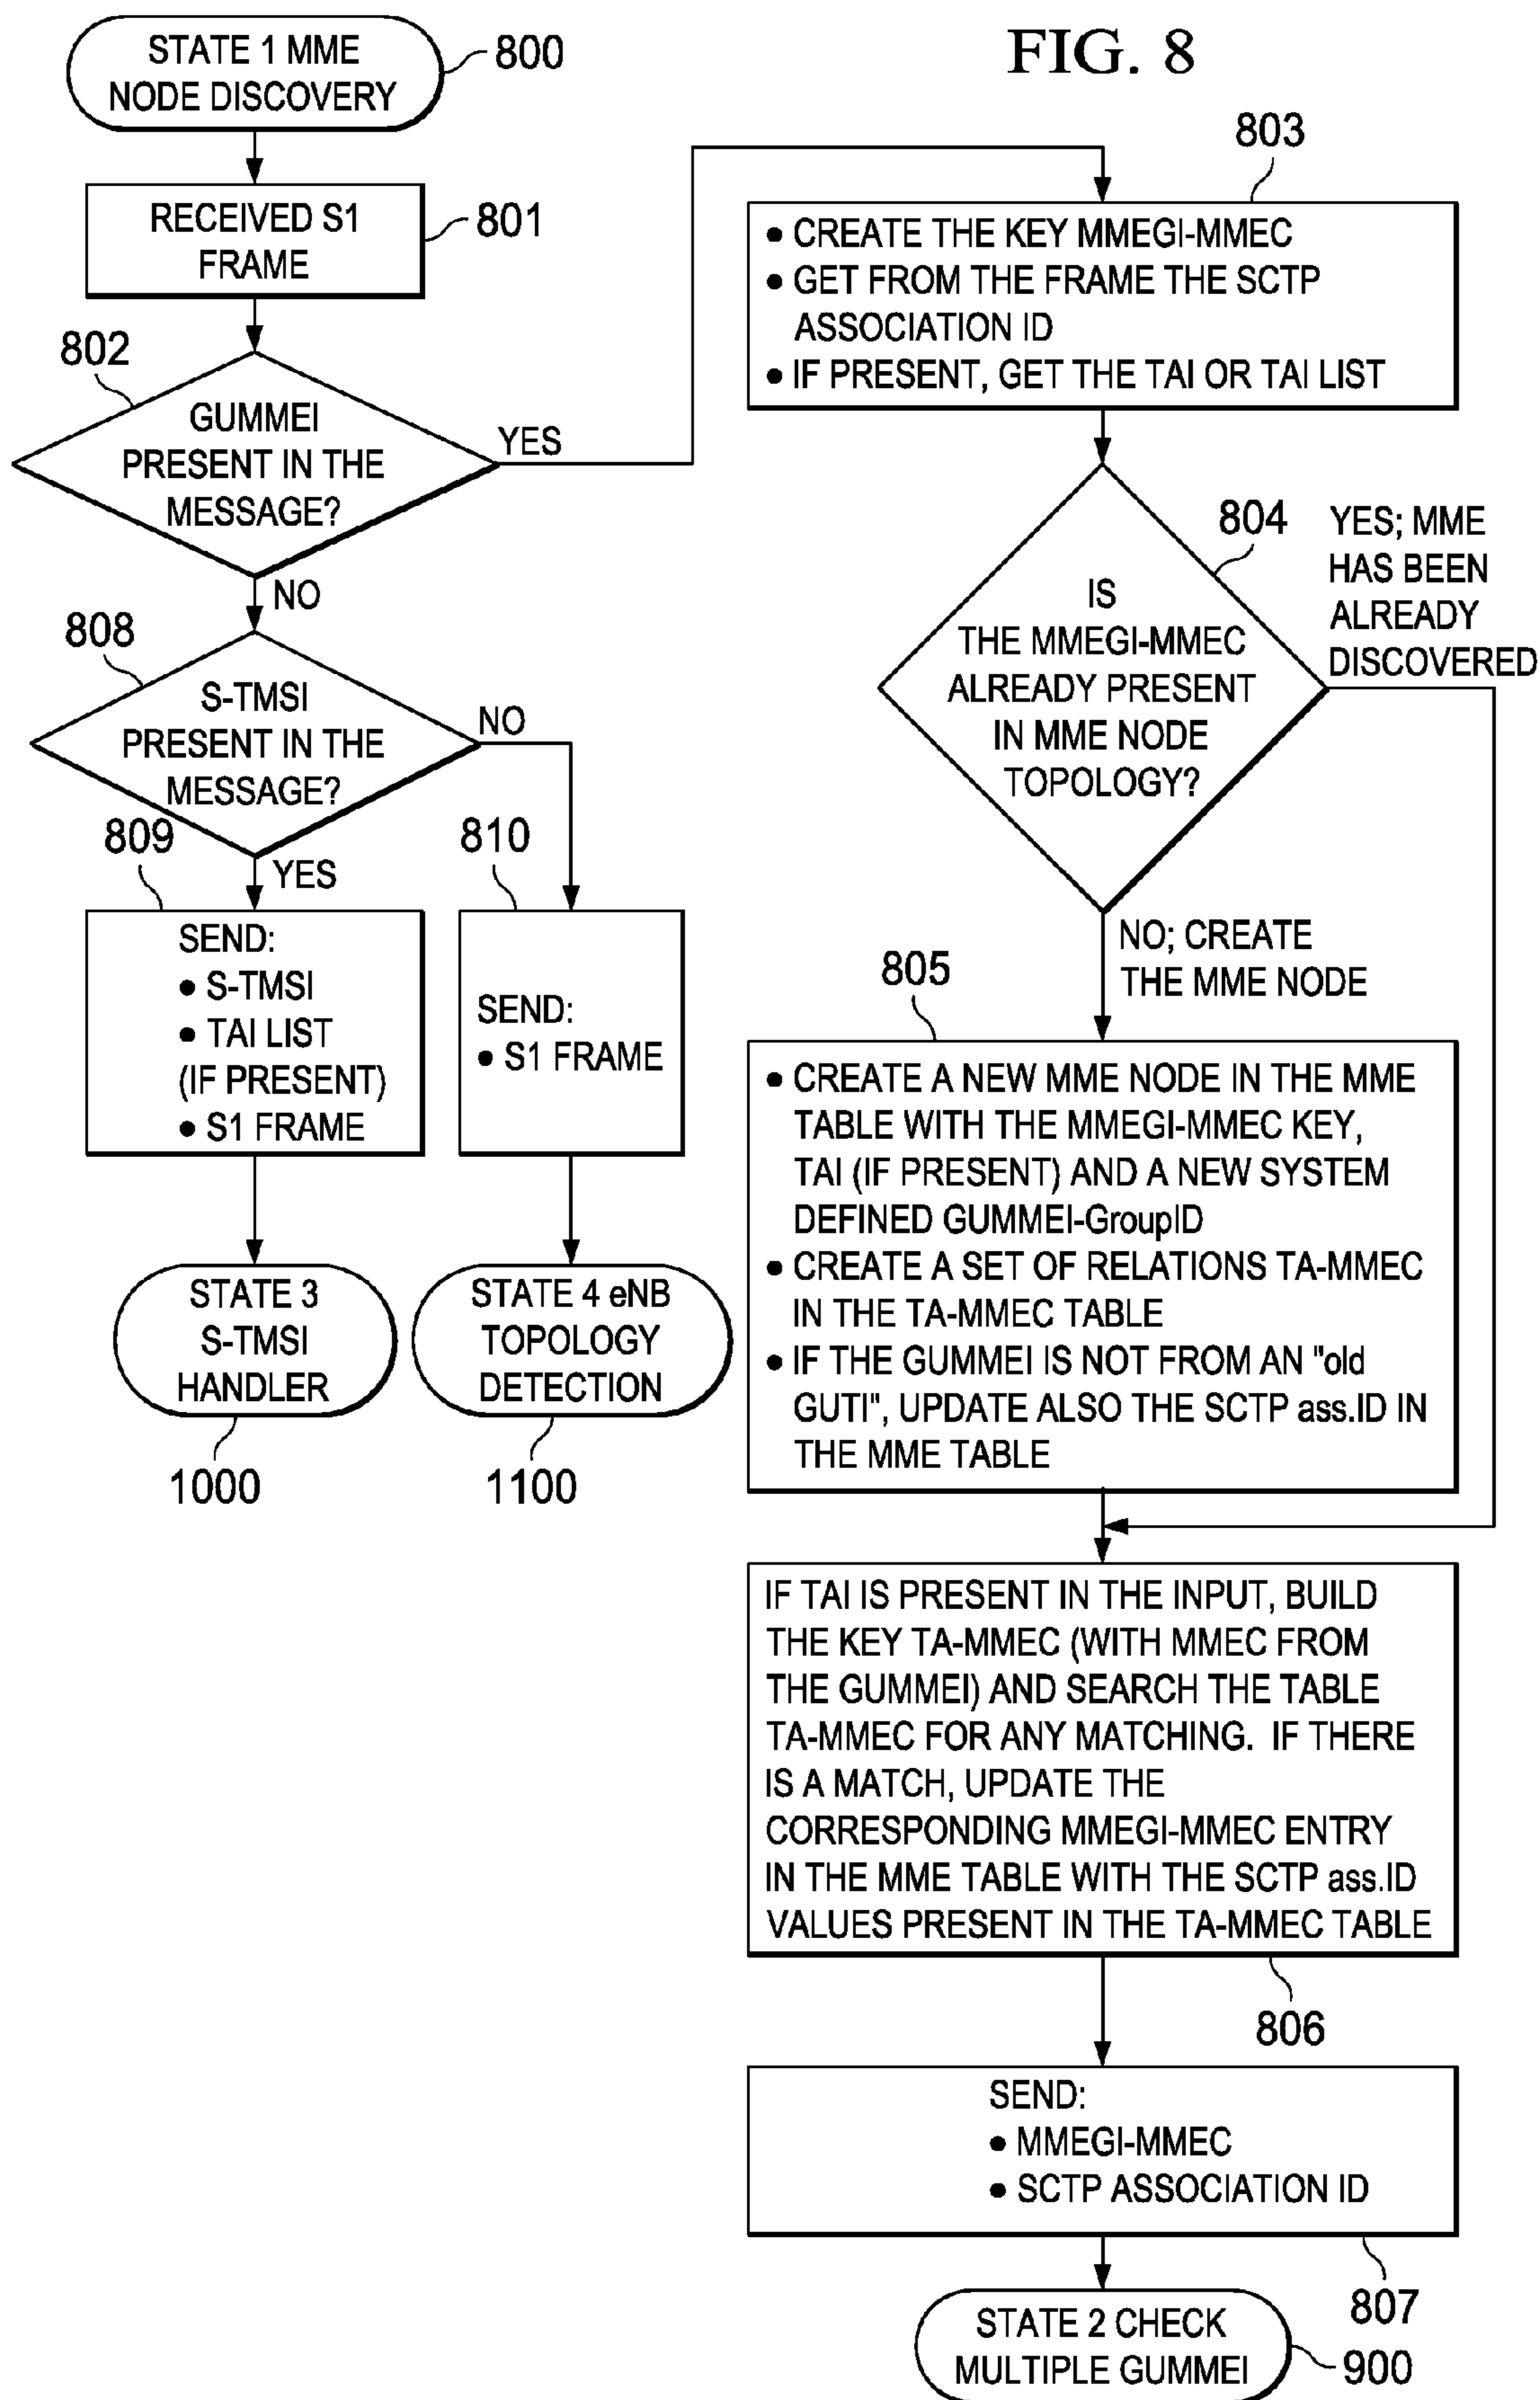 FIG. 8
STATE 1 MME
NODE DISCOVERY
800
RECEIVED S1
FRAME
801
802
GUMMEI
PRESENT IN THE
MESSAGE?
YES
NO
808
S-TMSI
PRESENT IN THE
MESSAGE?
NO
YES
809
SEND:
• S-TMSI
• TAI LIST
(IF PRESENT)
• S1 FRAME
810
SEND:
• S1 FRAME
STATE 3
S-TMSI
HANDLER
1000
STATE 4 eNB
TOPOLOGY
DETECTION
1100
803
• CREATE THE KEY MMEGI-MMEC
• GET FROM THE FRAME THE SCTP
ASSOCIATION ID
• IF PRESENT, GET THE TAI OR TAI LIST
804
IS
THE MMEGI-MMEC
ALREADY PRESENT
IN MME NODE
TOPOLOGY?
YES; MME
HAS BEEN
ALREADY
DISCOVERED
NO; CREATE
THE MME NODE
805
• CREATE A NEW MME NODE IN THE MME
TABLE WITH THE MMEGI-MMEC KEY,
TAI (IF PRESENT) AND A NEW SYSTEM
DEFINED GUMMEI-GroupID
• CREATE A SET OF RELATIONS TA-MMEC
IN THE TA-MMEC TABLE
• IF THE GUMMEI IS NOT FROM AN "old
GUTI", UPDATE ALSO THE SCTP ass.ID IN
THE MME TABLE
IF TAI IS PRESENT IN THE INPUT, BUILD
THE KEY TA-MMEC (WITH MMEC FROM
THE GUMMEI) AND SEARCH THE TABLE
TA-MMEC FOR ANY MATCHING. IF THERE
IS A MATCH, UPDATE THE
CORRESPONDING MMEGI-MMEC ENTRY
IN THE MME TABLE WITH THE SCTP ass.ID
VALUES PRESENT IN THE TA-MMEC TABLE
806
SEND:
• MMEGI-MMEC
• SCTP ASSOCIATION ID
807
STATE 2 CHECK
MULTIPLE GUMMEI
900